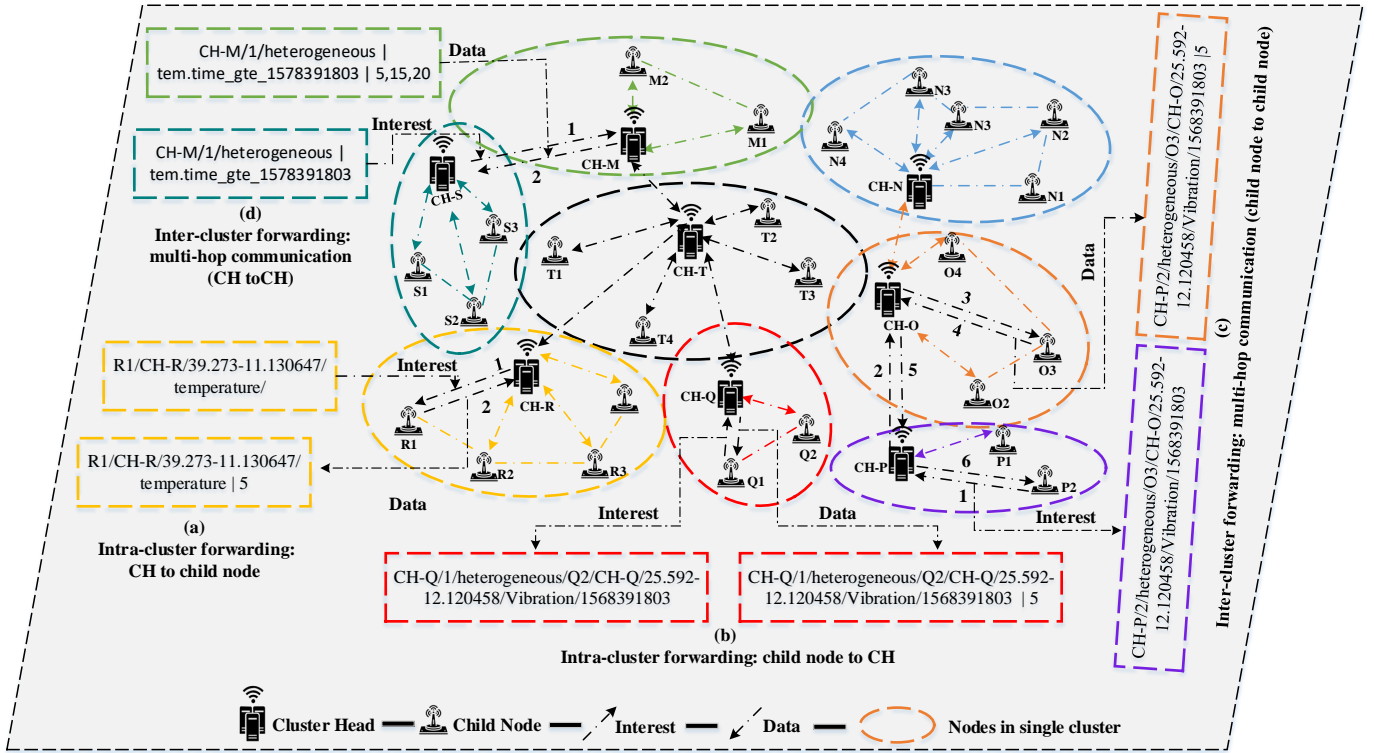 CH-M/1/heterogeneous |
tem.time_gte_1578391803 | 5,15,20
Data
Interest
CH-M/1/heterogeneous |
tem.time_gte_1578391803
(d)
Inter-cluster forwarding:
multi-hop communication
(CH toCH)
1
2
M2
M1
CH-M
CH-S
S3
S1
S2
N3
N3
N2
N4
N1
CH-N
T2
T1
CH-T
T3
T4
O4
CH-O
3
4
O3
O2
2
5
R1/CH-R/39.273-11.130647/
temperature/
Interest
1
2
CH-R
R1
R2
R3
R1/CH-R/39.273-11.130647/
temperature | 5
Data
(a)
Intra-cluster forwarding:
CH to child node
CH-Q
Q2
Q1
CH-P
P1
6
1
P2
Interest
Data
Interest
CH-Q/1/heterogeneous/Q2/CH-Q/25.592-
12.120458/Vibration/1568391803
CH-Q/1/heterogeneous/Q2/CH-Q/25.592-
12.120458/Vibration/1568391803 | 5
(b)
Intra-cluster forwarding: child node to CH
Data
CH-P/2/heterogenous/O3/CH-O/25.592-
12.120458/Vibration/1568391803 |5
CH-P/2/heterogenous/O3/CH-O/25.592-
12.120458/Vibration/1568391803
(c)
Inter-cluster forwarding: multi-hop communication (child node to child node)
Cluster Head
Child Node
Interest
Data
Nodes in single cluster